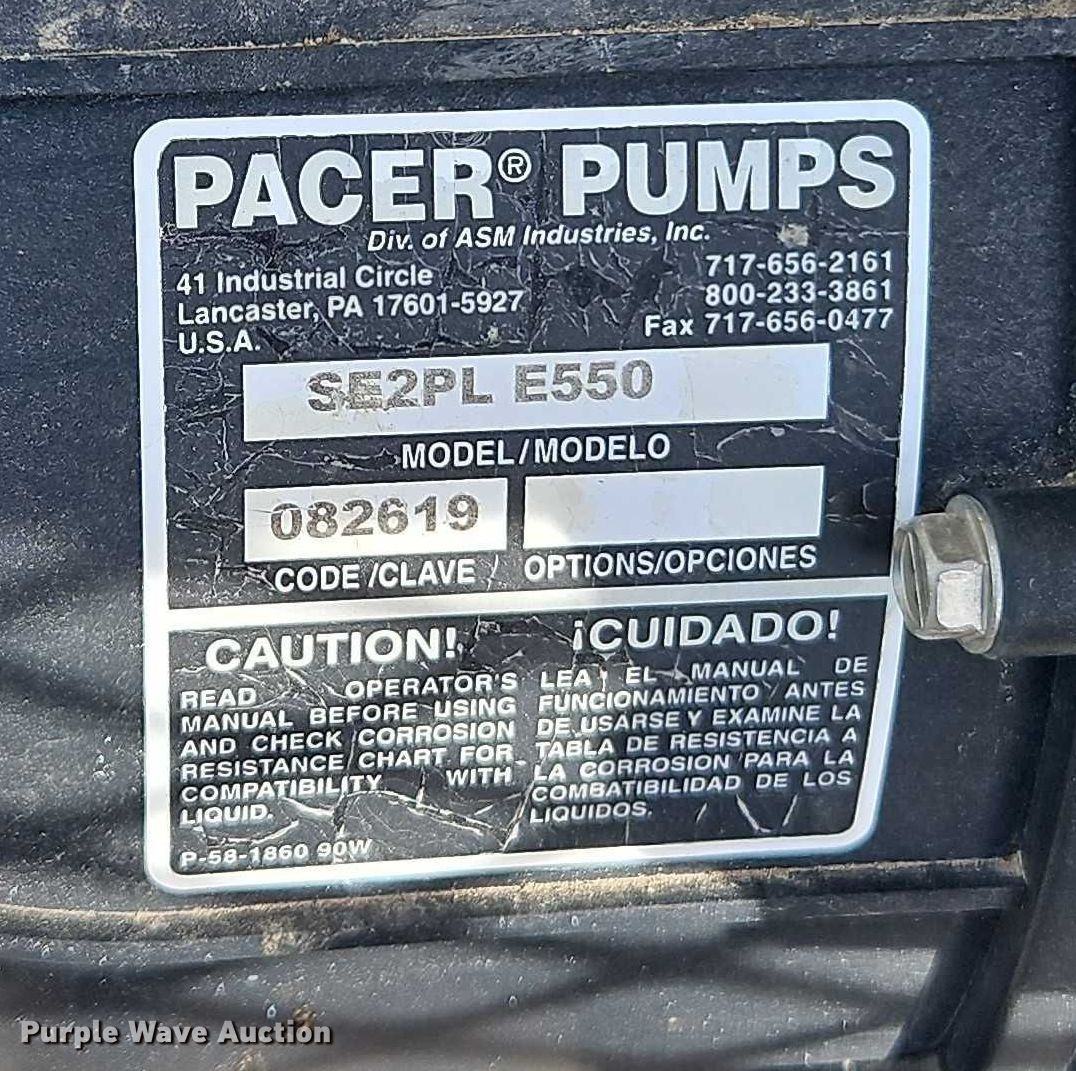 PACER® PUMPS
Div. of ASM Industries, Inc.
41 Industrial Circle
Lancaster, PA 17601-5927
U.S.A.
717-656-2161
800-233-3861
Fax 717-656-0477
SE2PL E550
MODEL/MODELO
082619
CODE/CLAVE
OPTIONS/OPCIONES
CAUTION!
READ OPERATOR'S
MANUAL BEFORE USING
AND CHECK CORROSION
RESISTANCE CHART FOR
COMPATIBILITY WITH
LIQUID.
¡CUIDADO!
LEA EL MANUAL DE
FUNCIONAMIENTO ANTES
DE USARSE Y EXAMINE LA
TABLA DE RESISTENCIA A
LA CORROSION PARA LA
COMBATIBILIDAD DE LOS
LIQUIDOS.
P-58-1860 90W
Purple Wave Auction